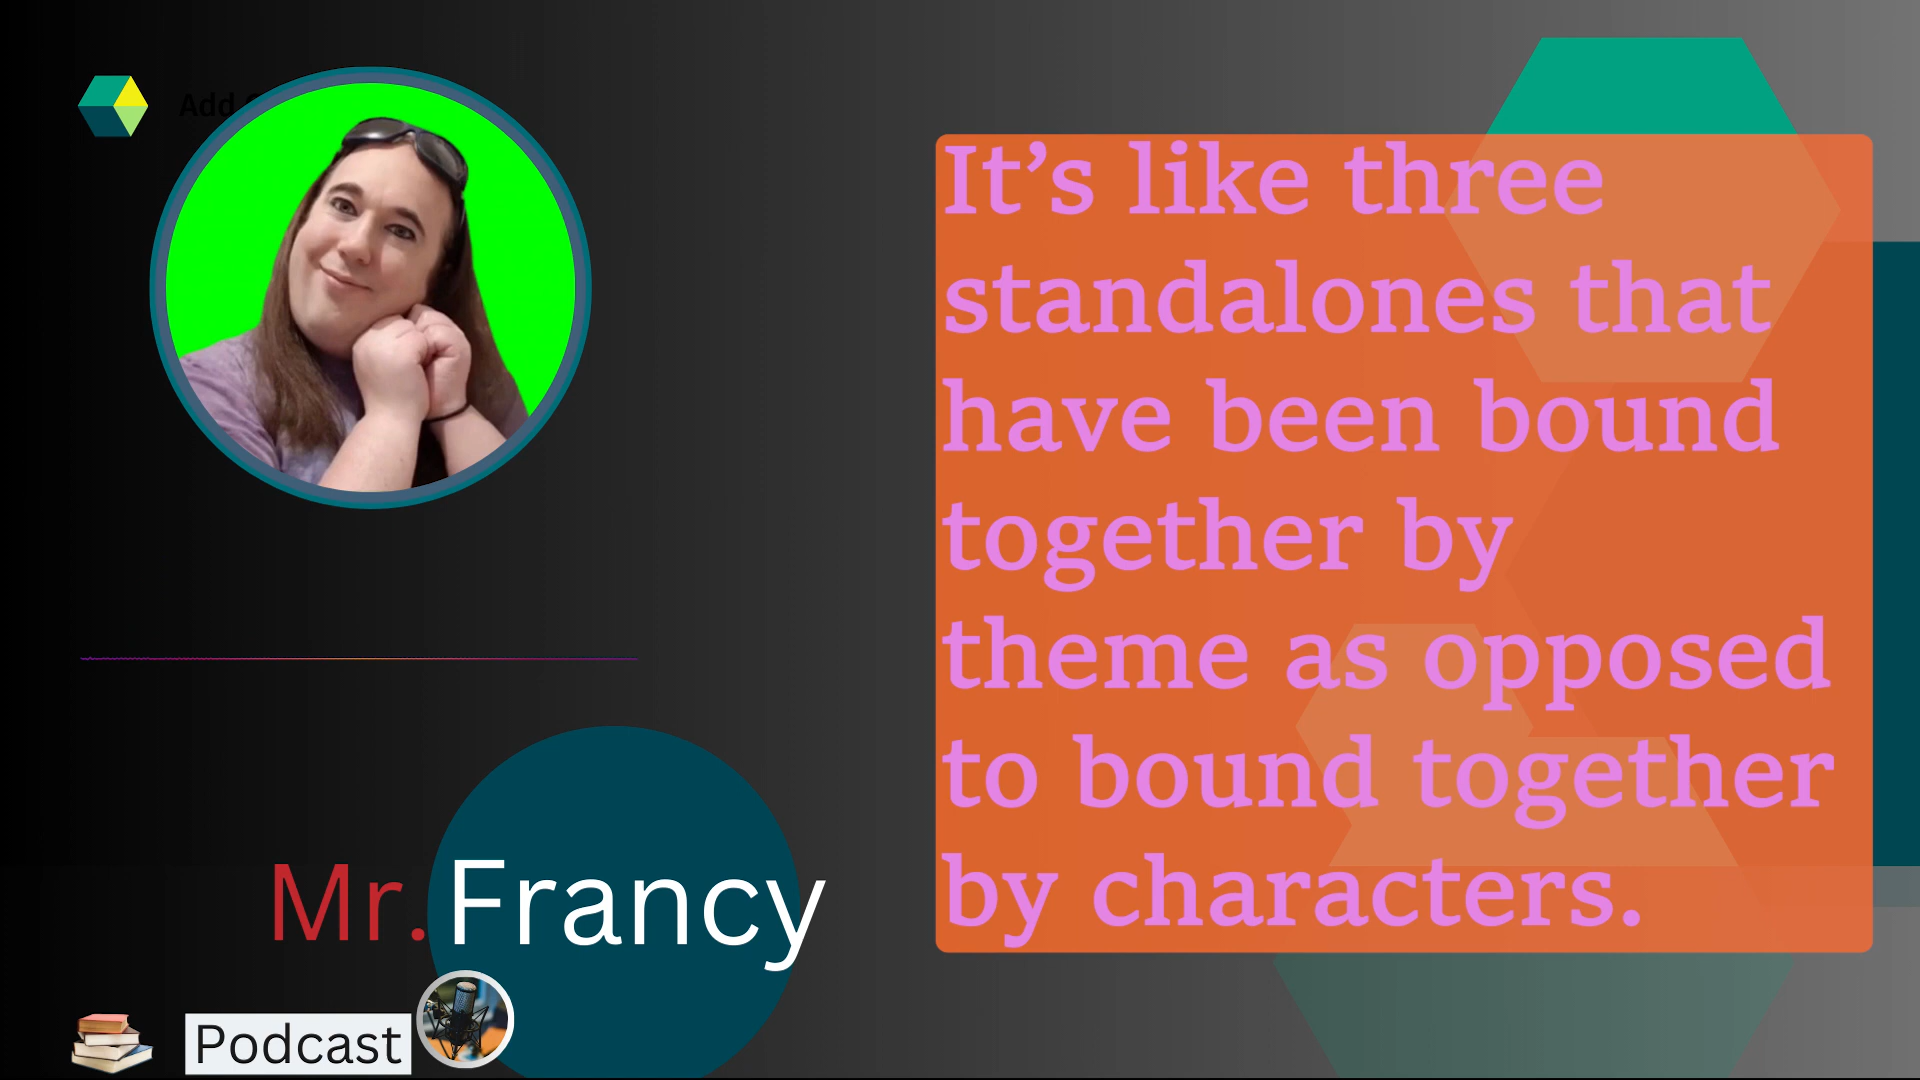 Add
It’s like three
standalones that
have been bound
together by
theme as opposed
to bound together
by characters.
Mr. Francy
Podcast